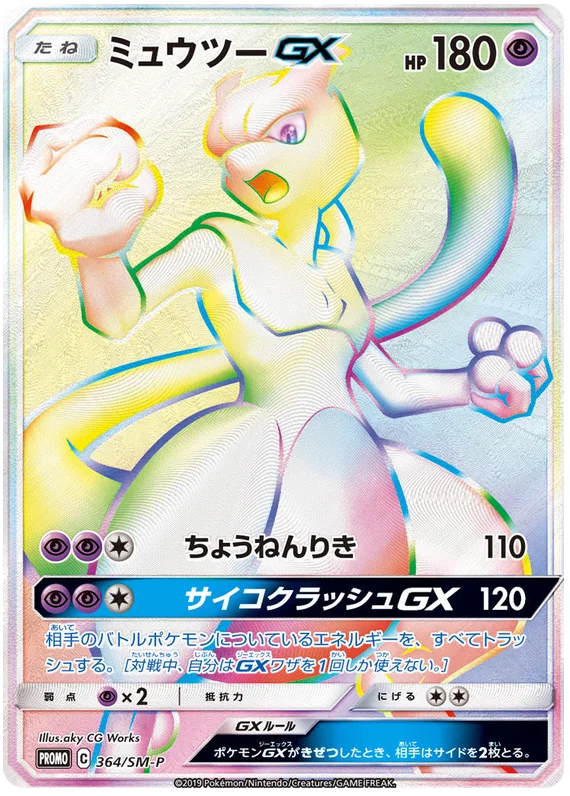 たね ミュウツーGX HP 180
ちょうねんりき 110
サイコクラッシュGX 120
相手のバトルポケモンについているエネルギーを、すべてトラッ
シュする。[対戦中、自分はGXワザを1回しか使えない。]
弱点 ×2 抵抗力 にげる
Illus.aky CG Works
GXルール
PROMO C 364/SM-P
ポケモンGXがきぜつしたとき、相手はサイドを2枚とる。
©2019 Pokémon/Nintendo/Creatures/GAME FREAK.